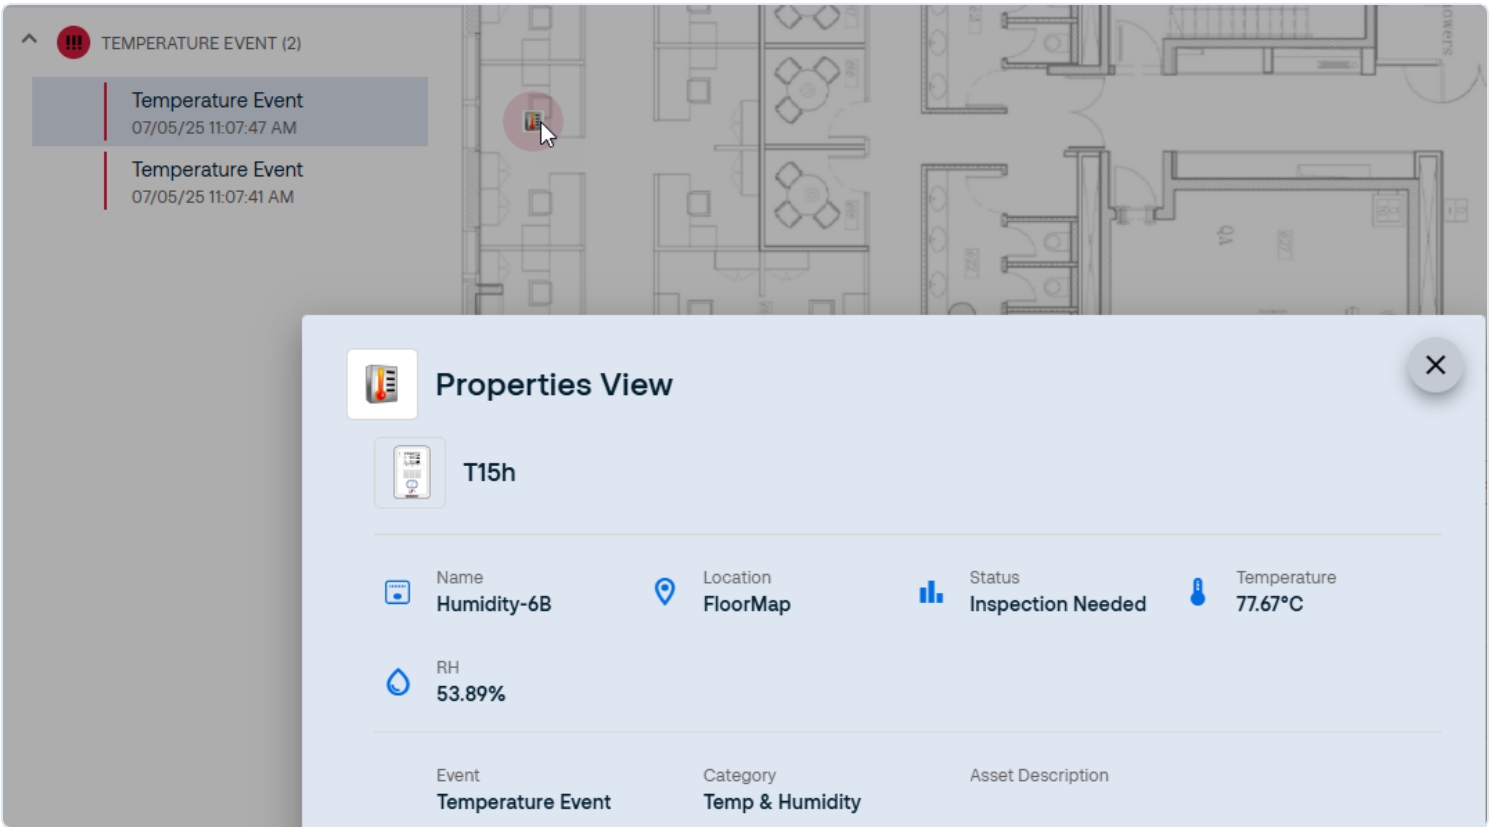 !!! TEMPERATURE EVENT (2)
Temperature Event
07/05/25 11:07:47 AM
Temperature Event
07/05/25 11:07:41 AM
QA
Properties View
T15h
Name
Humidity-6B
Location
FloorMap
Status
Inspection Needed
Temperature
77.67°C
RH
53.89%
Event
Temperature Event
Category
Temp & Humidity
Asset Description